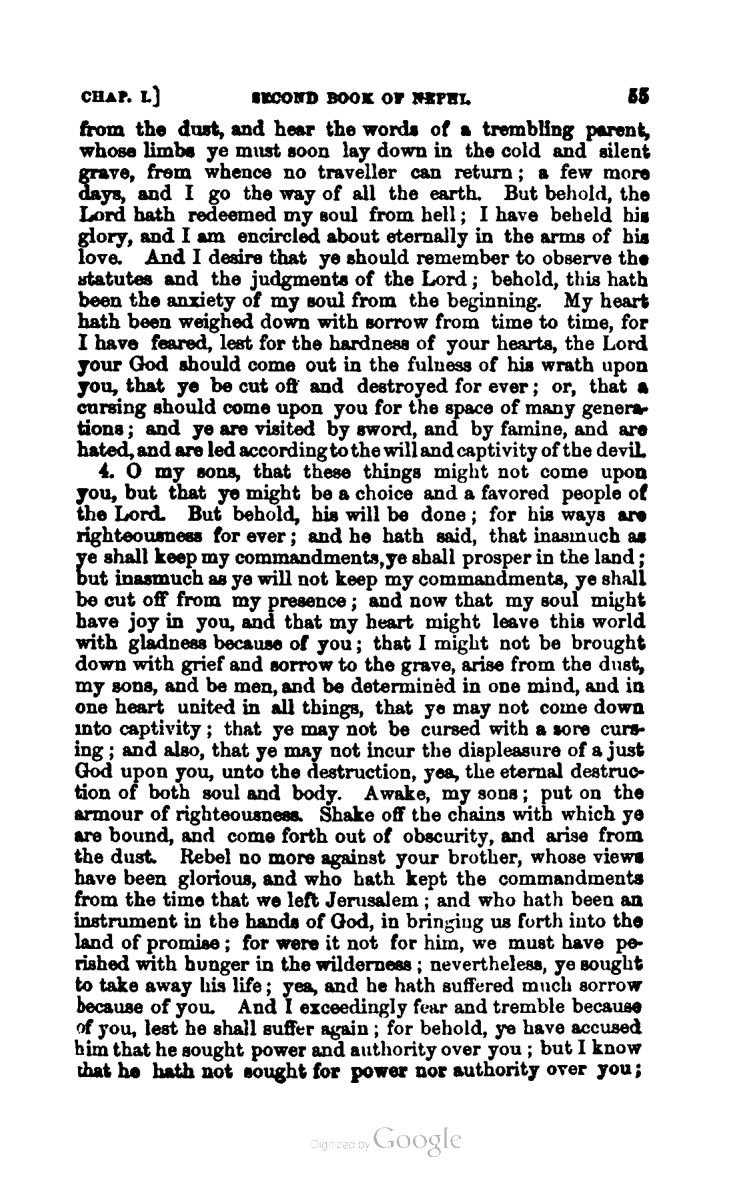 CHAP. I.] SECOND BOOK OF NEPHI. 55
from the dust, and hear the words of a trembling parent,
whose limbs ye must soon lay down in the cold and silent
grave, from whence no traveller can return; a few more
days, and I go the way of all the earth. But behold, the
Lord hath redeemed my soul from hell; I have beheld his
glory, and I am encircled about eternally in the arms of his
love. And I desire that ye should remember to observe the
statutes and the judgments of the Lord; behold, this hath
been the anxiety of my soul from the beginning. My heart
hath been weighed down with sorrow from time to time, for
I have feared, lest for the hardness of your hearts, the Lord
your God should come out in the fulness of his wrath upon
you, that ye be cut off and destroyed for ever; or, that a
cursing should come upon you for the space of many genera-
tions; and ye are visited by sword, and by famine, and are
hated, and are led according to the will and captivity of the devil.
4. O my sons, that these things might not come upon
you, but that ye might be a choice and a favored people of
the Lord. But behold, his will be done; for his ways are
righteousness for ever; and he hath said, that inasmuch as
ye shall keep my commandments, ye shall prosper in the land;
but inasmuch as ye will not keep my commandments, ye shall
be cut off from my presence; and now that my soul might
have joy in you, and that my heart might leave this world
with gladness because of you; that I might not be brought
down with grief and sorrow to the grave, arise from the dust,
my sons, and be men, and be determined in one mind, and in
one heart united in all things, that ye may not come down
into captivity; that ye may not be cursed with a sore curs-
ing; and also, that ye may not incur the displeasure of a just
God upon you, unto the destruction, yea, the eternal destruc-
tion of both soul and body. Awake, my sons; put on the
armour of righteousness. Shake off the chains with which ye
are bound, and come forth out of obscurity, and arise from
the dust. Rebel no more against your brother, whose views
have been glorious, and who hath kept the commandments
from the time that we left Jerusalem; and who hath been an
instrument in the hands of God, in bringing us forth into the
land of promise; for were it not for him, we must have pe-
rished with hunger in the wilderness; nevertheless, ye sought
to take away his life; yea, and he hath suffered much sorrow
because of you. And I exceedingly fear and tremble because
of you, lest he shall suffer again; for behold, ye have accused
him that he sought power and authority over you; but I know
that he hath not sought for power nor authority over you;
Digitized by Google